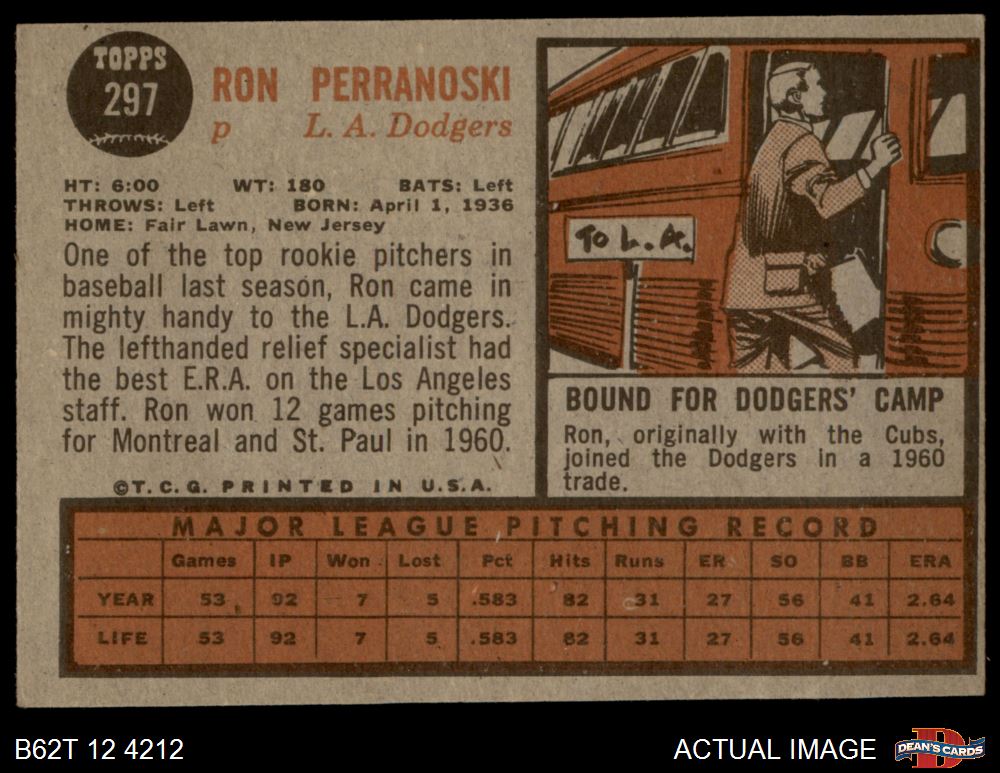 TOPPS
297
RON PERRANOSKI
p L. A. Dodgers
HT: 6:00 WT: 180 BATS: Left
THROWS: Left BORN: April 1, 1936
HOME: Fair Lawn, New Jersey
One of the top rookie pitchers in
baseball last season, Ron came in
mighty handy to the L.A. Dodgers.
The lefthanded relief specialist had
the best E.R.A. on the Los Angeles
staff. Ron won 12 games pitching
for Montreal and St. Paul in 1960.
©T.C.G. PRINTED IN U.S.A.
TO L.A.
BOUND FOR DODGERS' CAMP
Ron, originally with the Cubs,
joined the Dodgers in a 1960
trade.
MAJOR LEAGUE PITCHING RECORD
Games IP Won Lost Pct Hits Runs ER SO BB ERA
YEAR 53 92 7 5 .583 82 31 27 56 41 2.64
LIFE 53 92 7 5 .583 82 31 27 56 41 2.64
B62T 12 4212
ACTUAL IMAGE
D
DEAN'S CARDS